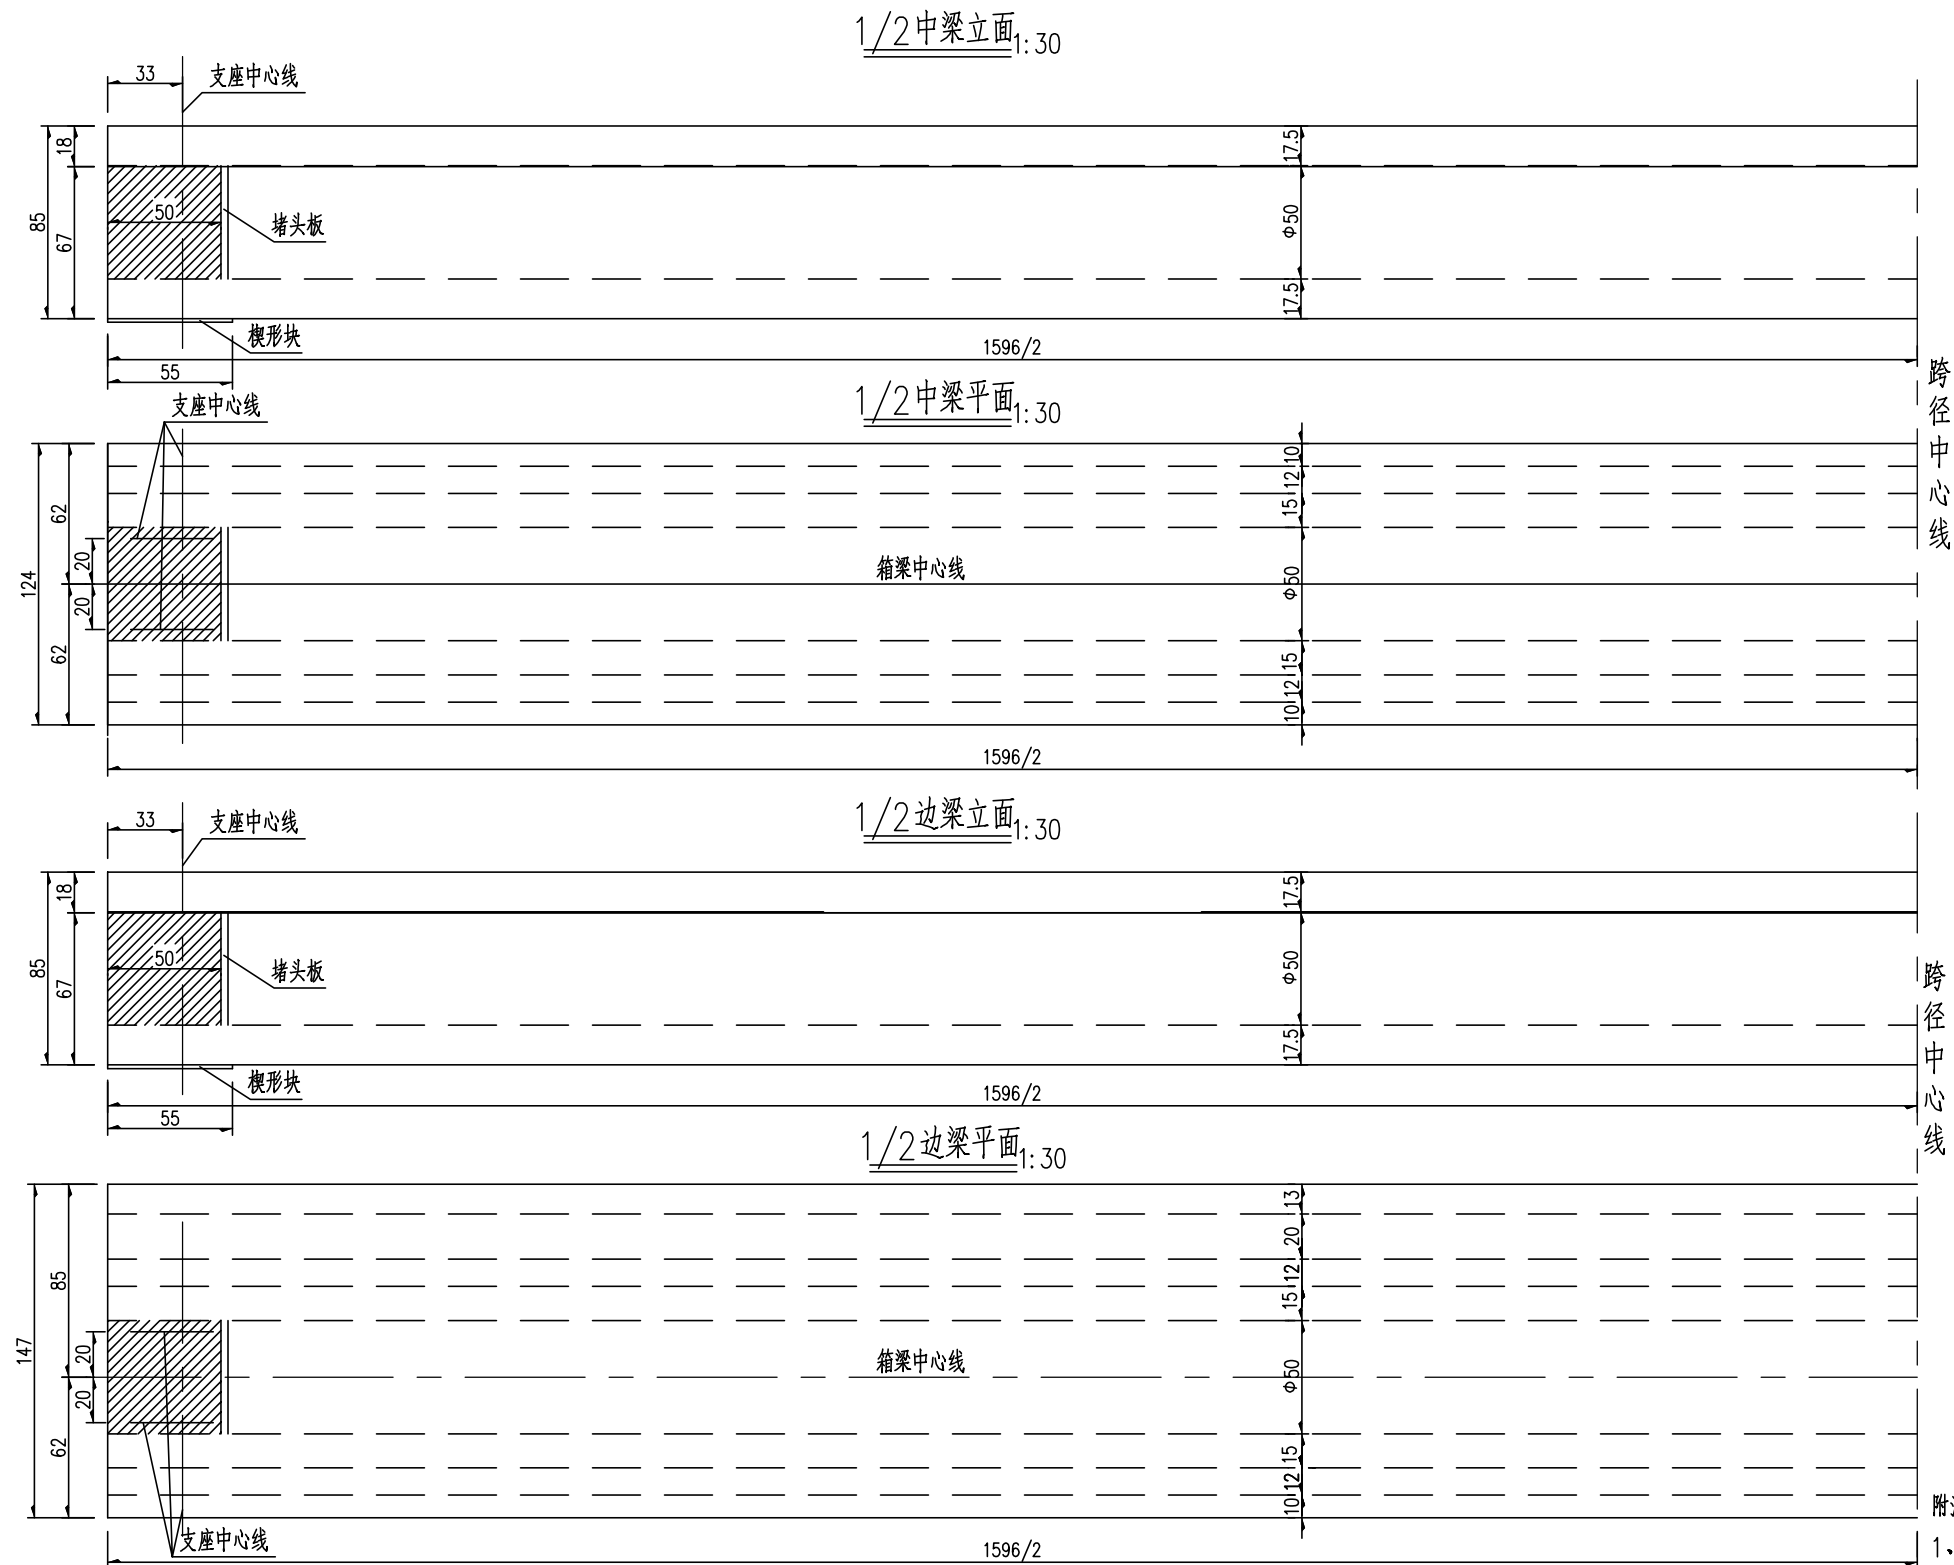 1/2中梁立面1:30
33
支座中心线
18
17.5
85
67
50
堵头板
Φ50
17.5
楔形块
1596/2
55
跨径中心线
1/2中梁平面1:30
支座中心线
10
12
15
62
20
124
箱梁中心线
Φ50
20
62
15
12
10
1596/2
1/2边梁立面1:30
33
支座中心线
18
17.5
85
67
50
堵头板
Φ50
17.5
楔形块
1596/2
55
跨径中心线
1/2边梁平面1:30
13
20
12
15
85
20
147
箱梁中心线
Φ50
20
62
15
12
10
支座中心线
1596/2
附
1、